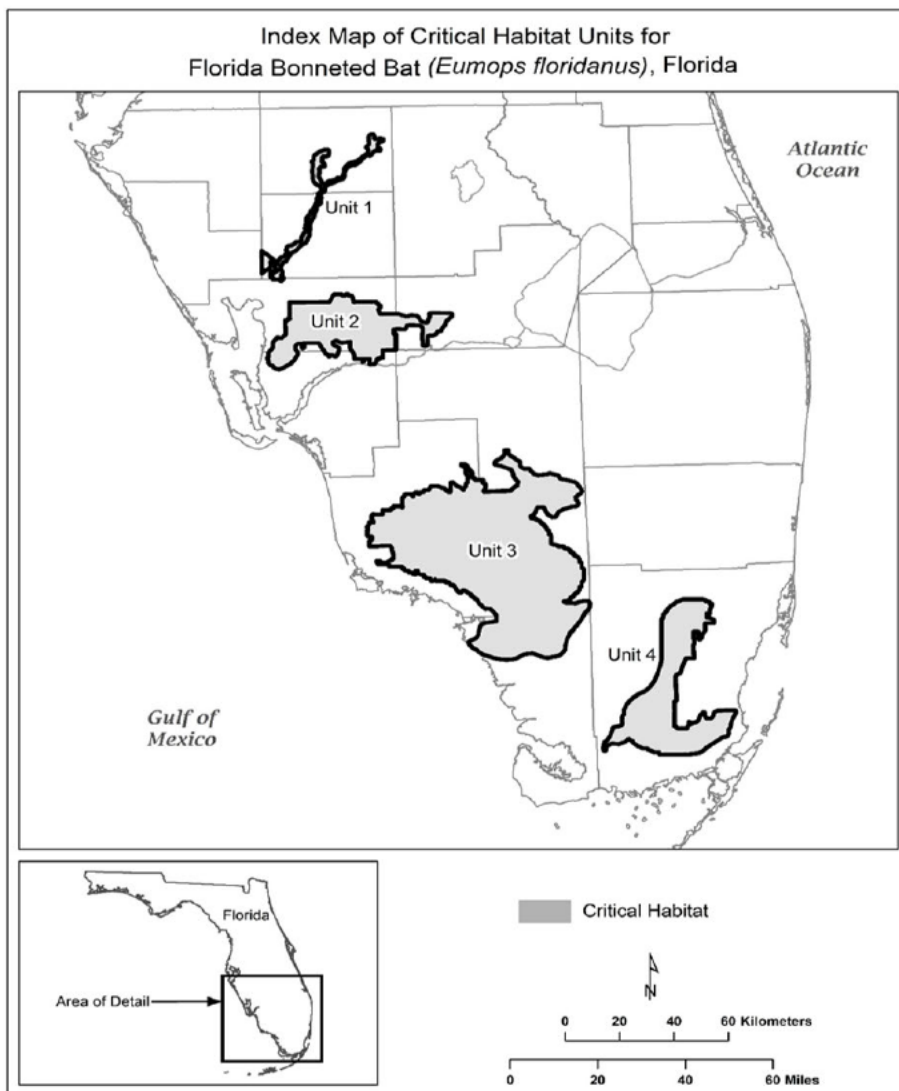 Index Map of Critical Habitat Units for
Florida Bonneted Bat (Eumops floridanus), Florida
Atlantic
Ocean
Unit 1
Unit 2
Unit 3
Unit 4
Gulf of
Mexico
Florida
Area of Detail
Critical Habitat
N
0 20 40 60 Kilometers
0 20 40 60 Miles